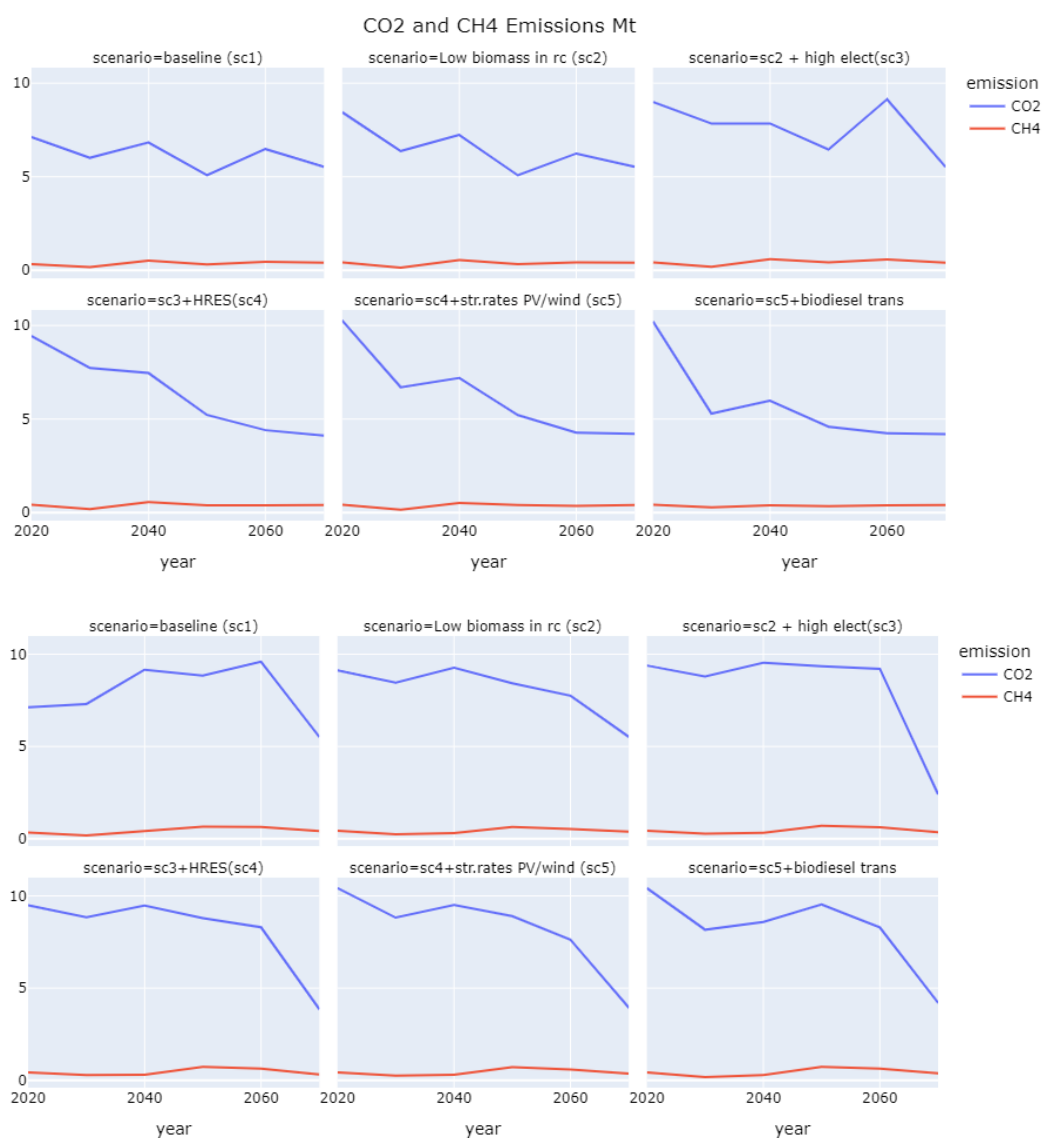 CO2 and CH4 Emissions Mt
scenario=baseline (sc1)
scenario=Low biomass in rc (sc2)
scenario=sc2 + high elect(sc3)
emission
CO2
CH4
10
5
0
scenario=sc3+HRES(sc4)
scenario=sc4+str.rates PV/wind (sc5)
scenario=sc5+biodiesel trans
10
5
0
2020 2040 2060
2020 2040 2060
2020 2040 2060
year
year
year
scenario=baseline (sc1)
scenario=Low biomass in rc (sc2)
scenario=sc2 + high elect(sc3)
emission
CO2
CH4
10
5
0
scenario=sc3+HRES(sc4)
scenario=sc4+str.rates PV/wind (sc5)
scenario=sc5+biodiesel trans
10
5
0
2020 2040 2060
2020 2040 2060
2020 2040 2060
year
year
year